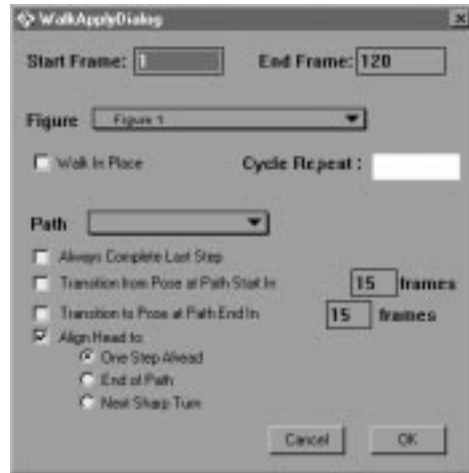 WalkApplyDialog
Start Frame: 1 End Frame: 120
Figure Figure 1
Walk In Place Cycle Repeat :
Path
Always Complete Last Step
Transition from Pose at Path Start In 15 frames
Transition to Pose at Path End In 15 frames
Align Head to:
One Step Ahead
End of Path
Next Sharp Turn
Cancel OK